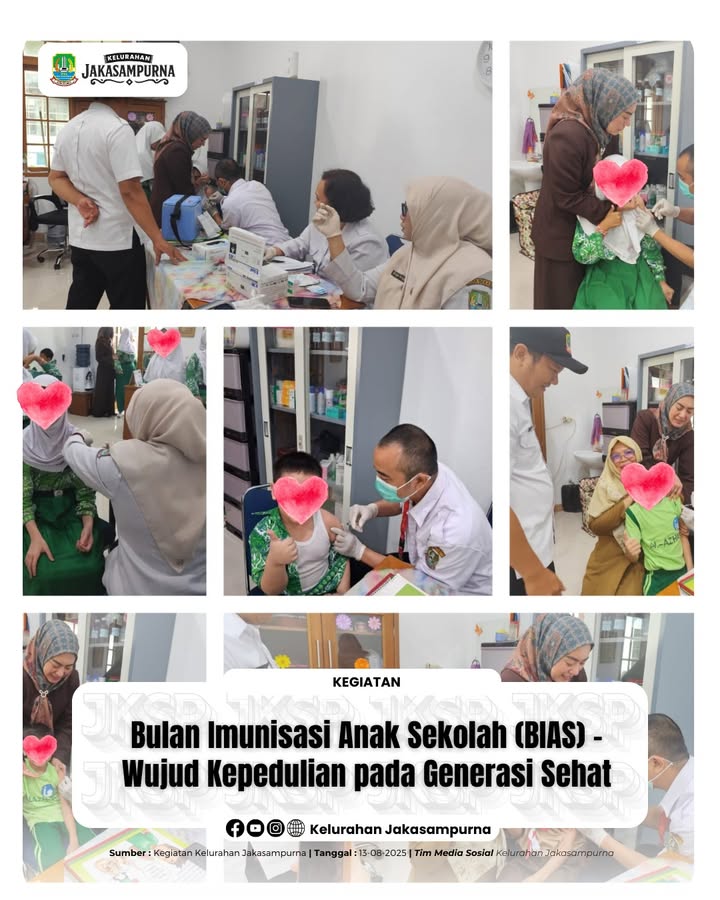 KELURAHAN
JAKASAMPURNA
KEGIATAN
Bulan Imunisasi Anak Sekolah (BIAS) -
Wujud Kepedulian pada Generasi Sehat
Kelurahan Jakasampurna
Sumber : Kegiatan Kelurahan Jakasampurna | Tanggal : 13-08-2025 | Tim Media Sosial Kelurahan Jakasampurna